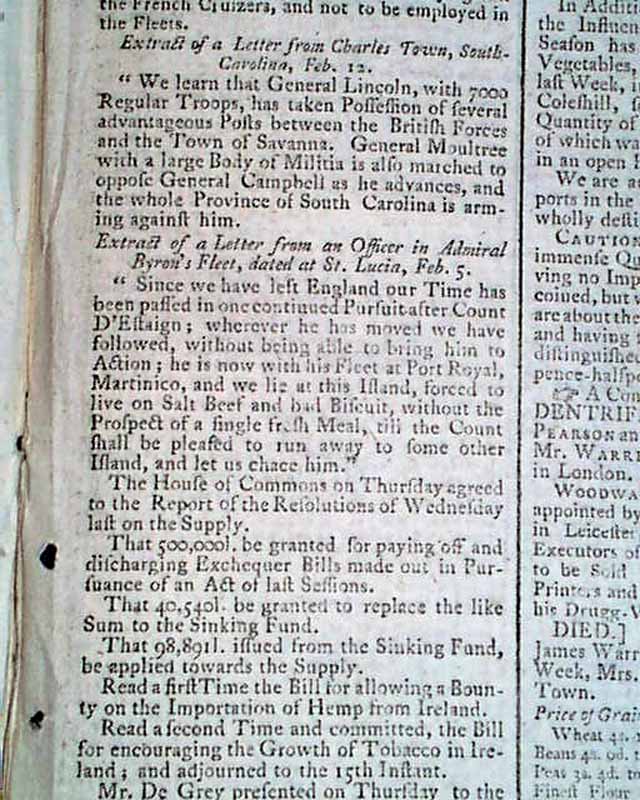 the French Cruizers, and not to be employed in
the Fleets.
Extract of a Letter from Charles Town, South-
Carolina, Feb. 12.
“ We learn that General Lincoln, with 7000
Regular Troops, has taken Poſſeſſion of ſeveral
advantageous Poſts between the Britiſh Forces
and the Town of Savanna. General Moultree
with a large Body of Militia is alſo marched to
oppoſe General Campbell as he advances, and
the whole Province of South Carolina is arm-
ing againſt him.
Extract of a Letter from an Officer in Admiral
Byron's Fleet, dated at St. Lucia, Feb. 5.
“ Since we have left England our Time has
been paſſed in one continued Purſuit after Count
D'Eſtaign; wherever he has moved we have
followed, without being able to bring him to
Action; he is now with his Fleet at Port Royal,
Martinico, and we lie at this Iſland, forced to
live on Salt Beef and bad Biſcuit, without the
Proſpect of a ſingle freſh Meal, till the Count
ſhall be pleaſed to run away to ſome other
Iſland, and let us chace him.”
The Houſe of Commons on Thurſday agreed
to the Report of the Reſolutions of Wedneſday
laſt on the Supply.
That 500,000l. be granted for paying off and
diſcharging Exchequer Bills made out in Pur-
ſuance of an Act of laſt Seſſions.
That 40,540l. be granted to replace the like
Sum to the Sinking Fund.
That 98,891l. iſſued from the Sinking Fund,
be applied towards the Supply.
Read a firſt Time the Bill for allowing a Boun-
ty on the Importation of Hemp from Ireland.
Read a ſecond Time and committed, the Bill
for encouraging the Growth of Tobacco in Ire-
land; and adjourned to the 15th Inſtant.
Mr. De Grey preſented on Thurſday to the
In Additi
the Influen
Seaſon has
Vegetables,
laſt Week, i
Coleſhill,
Quantity of
of which wa
in an open
We are a
ports in the
wholly deſti
CAUTION
immenſe Qu
ving no Imp
coined, but
are about the
and having
diſtinguiſhed
pence-halfpe
☞ A Con
DENTRIF
PEARSON an
Mr. WARRE
in London.
WOODWA
appointed by
in Leiceſter
Executors of
to be Sold
Printers and
his Drugg-W
DIED.]
James Warr
Week, Mrs.
Town.
Price of Grai
Wheat 4s.
Beans 4s. 0d.
Peas 3s. 4d. to
Fineſt Flour